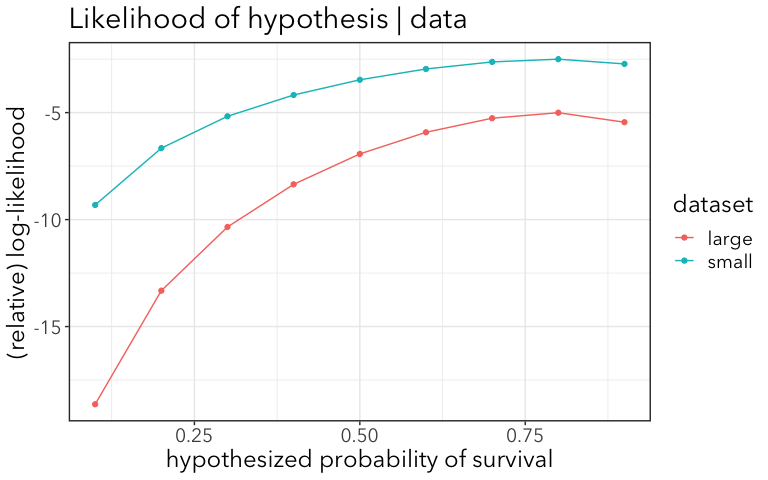 Likelihood of hypothesis | data
(relative) log-likelihood
-5
-10
-15
0.25 0.50 0.75
hypothesized probability of survival
dataset
large
small